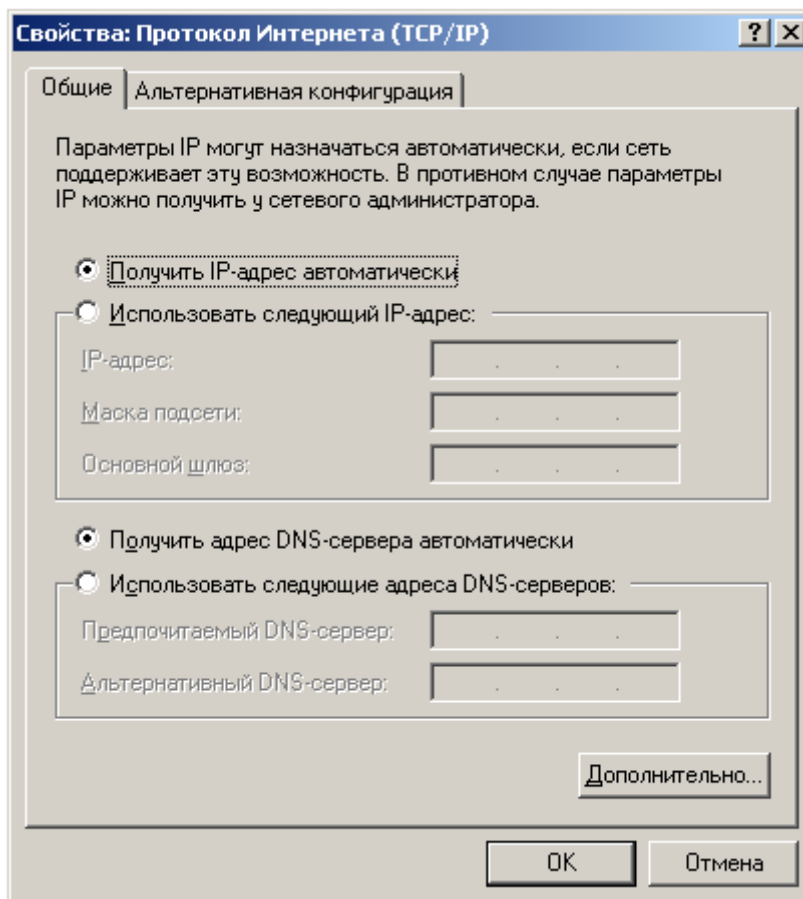 Свойства: Протокол Интернета (TCP/IP)
Общие
Альтернативная конфигурация
Параметры IP могут назначаться автоматически, если сеть
поддерживает эту возможность. В противном случае параметры
IP можно получить у сетевого администратора.
Получить IP-адрес автоматически
Использовать следующий IP-адрес:
IP-адрес:
Маска подсети:
Основной шлюз:
Получить адрес DNS-сервера автоматически
Использовать следующие адреса DNS-серверов:
Предпочитаемый DNS-сервер:
Альтернативный DNS-сервер:
Дополнительно...
OK
Отмена